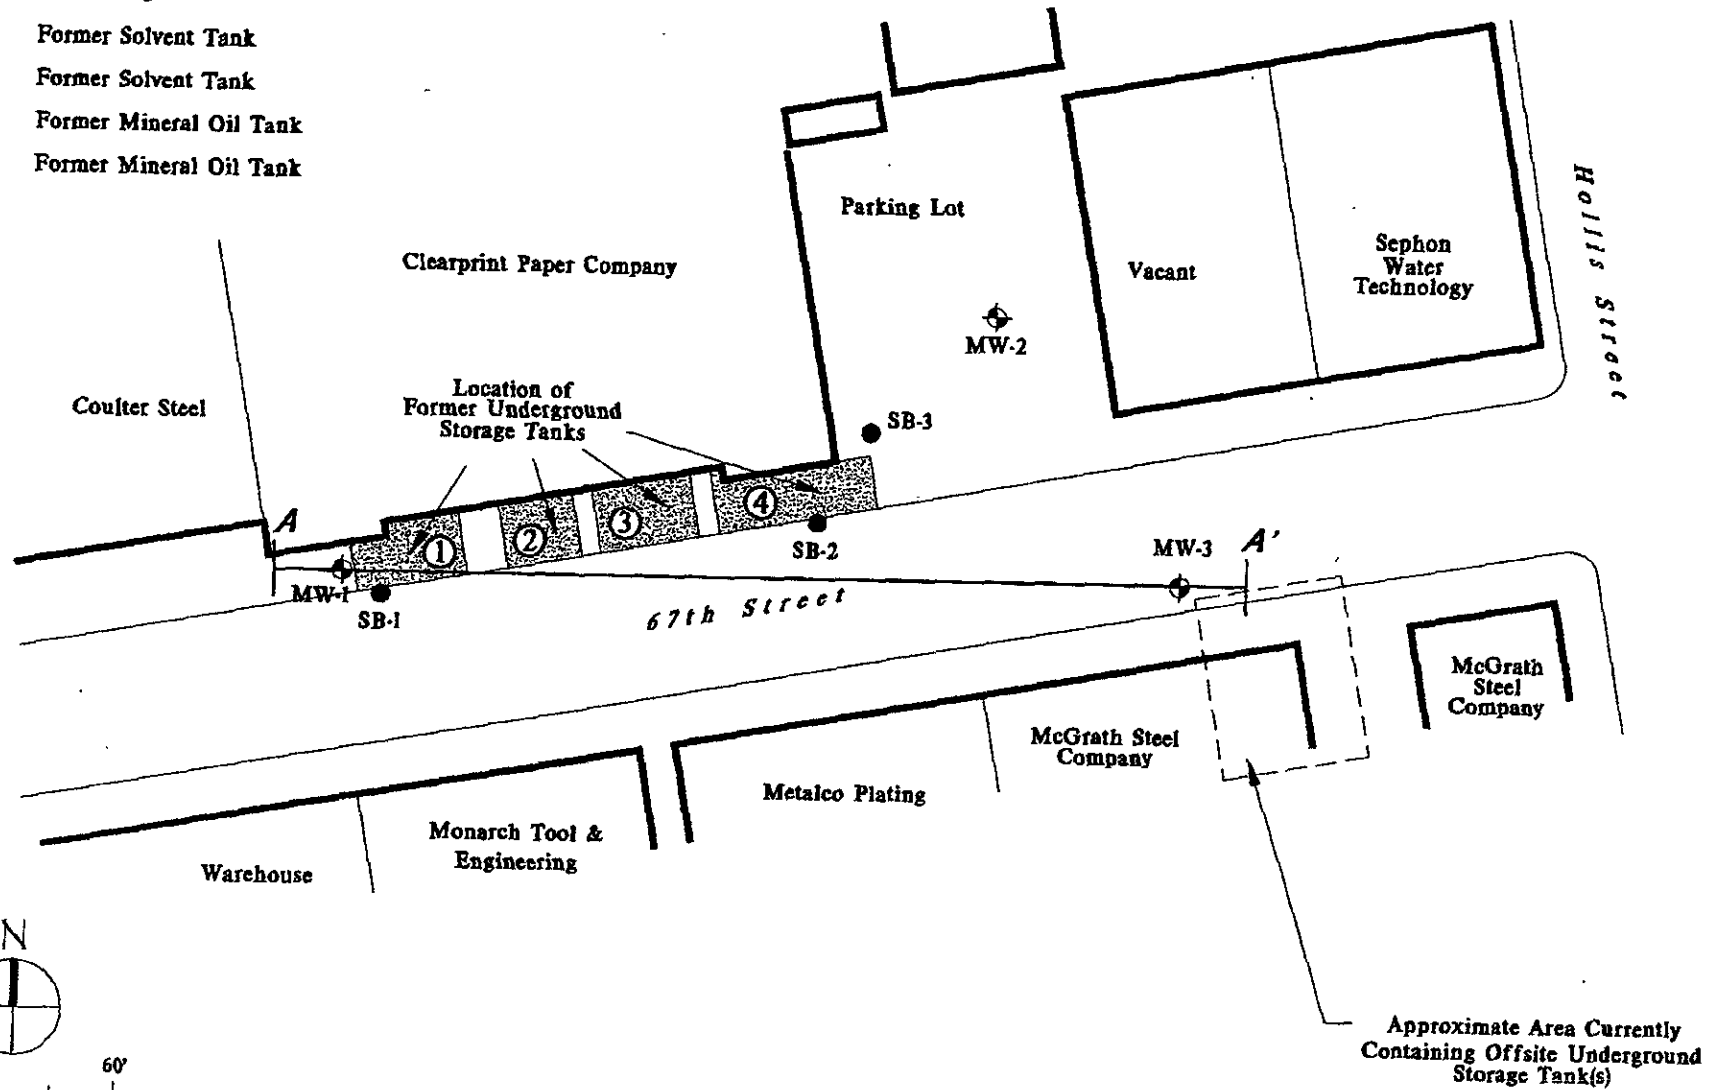 Former Solvent Tank
Former Solvent Tank
Former Mineral Oil Tank
Former Mineral Oil Tank
Parking Lot
Clearprint Paper Company
Vacant
Sephon
Water
Technology
Hollis Street
MW-2
Coulter Steel
Location of
Former Underground
Storage Tanks
SB-3
A
1
2
3
4
MW-1
SB-1
SB-2
67th Street
MW-3
A'
McGrath
Steel
Company
McGrath Steel
Company
Metalco Plating
Monarch Tool &
Engineering
Warehouse
N
60'
Approximate Area Currently
Containing Offsite Underground
Storage Tank(s)